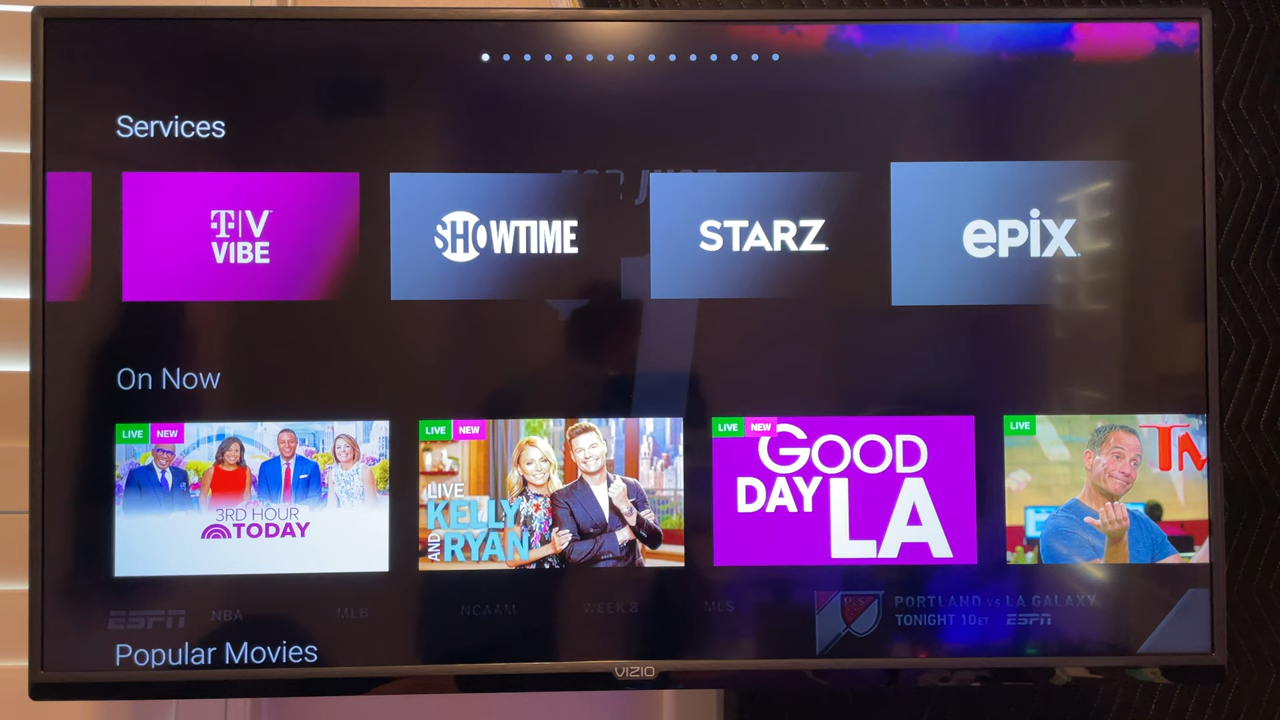 Services
T|V
VIBE
SHOWTIME
STARZ
epix
On Now
LIVE NEW
3RD HOUR
TODAY
LIVE NEW
LIVE
AND
KELLY
RYAN
LIVE NEW
GOOD
DAY LA
LIVE
TM
ESPN NBA MLB NCAAM WEEK 8 MLS
MLS
PORTLAND vs LA GALAXY
TONIGHT 10ET ESPN
Popular Movies
VIZIO